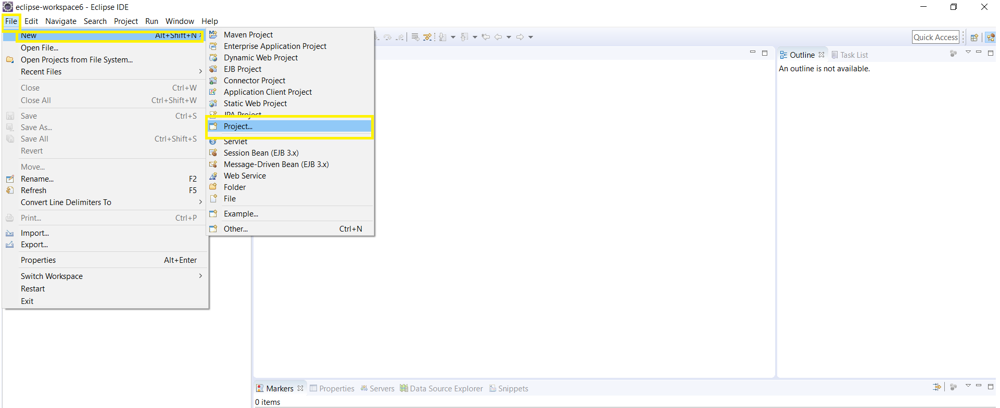 eclipse-workspace6 - Eclipse IDE
File Edit Navigate Search Project Run Window Help
New Alt+Shift+N
Open File...
Open Projects from File System...
Recent Files
Close Ctrl+W
Close All Ctrl+Shift+W
Save Ctrl+S
Save As...
Save All Ctrl+Shift+S
Revert
Move...
Rename... F2
Refresh F5
Convert Line Delimiters To
Print... Ctrl+P
Import...
Export...
Properties Alt+Enter
Switch Workspace
Restart
Exit
Maven Project
Enterprise Application Project
Dynamic Web Project
EJB Project
Connector Project
Application Client Project
Static Web Project
JPA Project
Project...
Servlet
Session Bean (EJB 3.x)
Message-Driven Bean (EJB 3.x)
Web Service
Folder
File
Example...
Other... Ctrl+N
Quick Access
Outline Task List
An outline is not available.
Markers Properties Servers Data Source Explorer Snippets
0 items